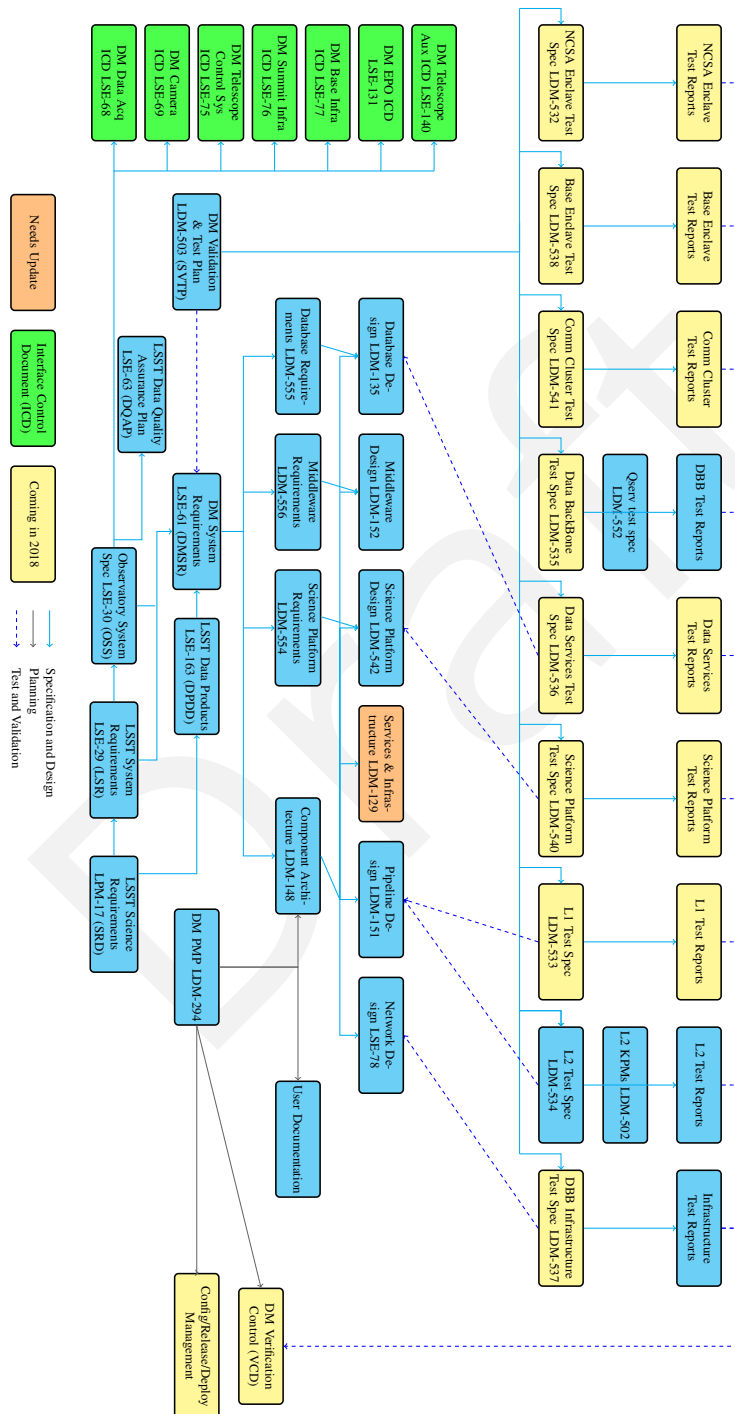 DM Telescope
Aux ICD LSE-140
DM EPO ICD
LSE-131
DM Base Infra
ICD LSE-77
DM Summit Infra
ICD LSE-76
DM Telescope
Control Sys
ICD LSE-75
DM Camera
ICD LSE-69
DM Data Acq
ICD LSE-68
NCSA Enclave
Test Reports
NCSA Enclave Test
Spec LDM-532
Base Enclave
Test Reports
Base Enclave Test
Spec LDM-538
Comm Cluster
Test Reports
Comm Cluster Test
Spec LDM-541
DBB Test Reports
Qserv test spec
LDM-552
Data BackBone
Test Spec LDM-535
Data Services
Test Reports
Data Services Test
Spec LDM-536
Science Platform
Test Reports
Science Platform
Test Spec LDM-540
L1 Test Reports
L1 Test Spec
LDM-533
L2 Test Reports
L2 KPMs LDM-502
L2 Test Spec
LDM-534
Infrastructure
Test Reports
DBB Infrastructure
Test Spec LDM-537
DM Validation
& Test Plan
LDM-503 (SVTP)
Database De-
sign LDM-135
Middleware
Design LDM-152
Science Platform
Design LDM-542
Services & Infras-
tructure LDM-129
Pipeline De-
sign LDM-151
Network De-
sign LSE-78
Database Require-
ments LDM-555
Middleware
Requirements
LDM-556
Science Platform
Requirements
LDM-554
Component Archi-
tecture LDM-148
User Documentation
DM Verification
Control (VCD)
DM System
Requirements
LSE-61 (DMSR)
LSST Data Products
LSE-163 (DPDD)
DM PMP LDM-294
Config/Release/Deploy
Management
LSST Data Quality
Assurance Plan
LSE-63 (DQAP)
Observatory System
Spec LSE-30 (OSS)
LSST System
Requirements
LSE-29 (LSR)
LSST Science
Requirements
LPM-17 (SRD)
Needs Update
Interface Control
Document (ICD)
Coming in 2018
Specification and Design
Planning
Test and Validation
Draft